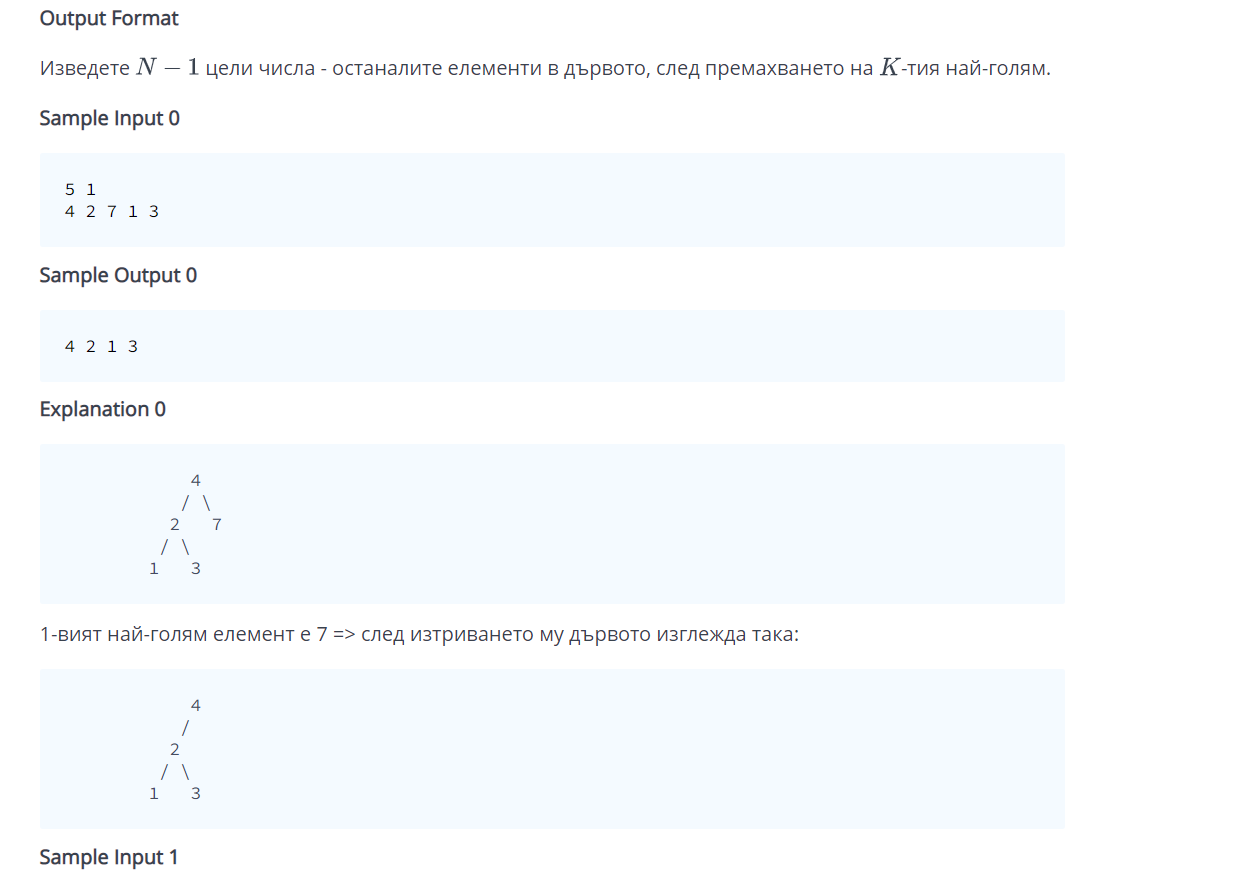 Output Format
Изведете N − 1 цели числа - останалите елементи в дървото, след премахването на K-тия най-голям.
Sample Input 0
5 1
4 2 7 1 3
Sample Output 0
4 2 1 3
Explanation 0
4
/ \
2 7
/ \
1 3
1-вият най-голям елемент е 7 => след изтриването му дървото изглежда така:
4
/
2
/ \
1 3
Sample Input 1